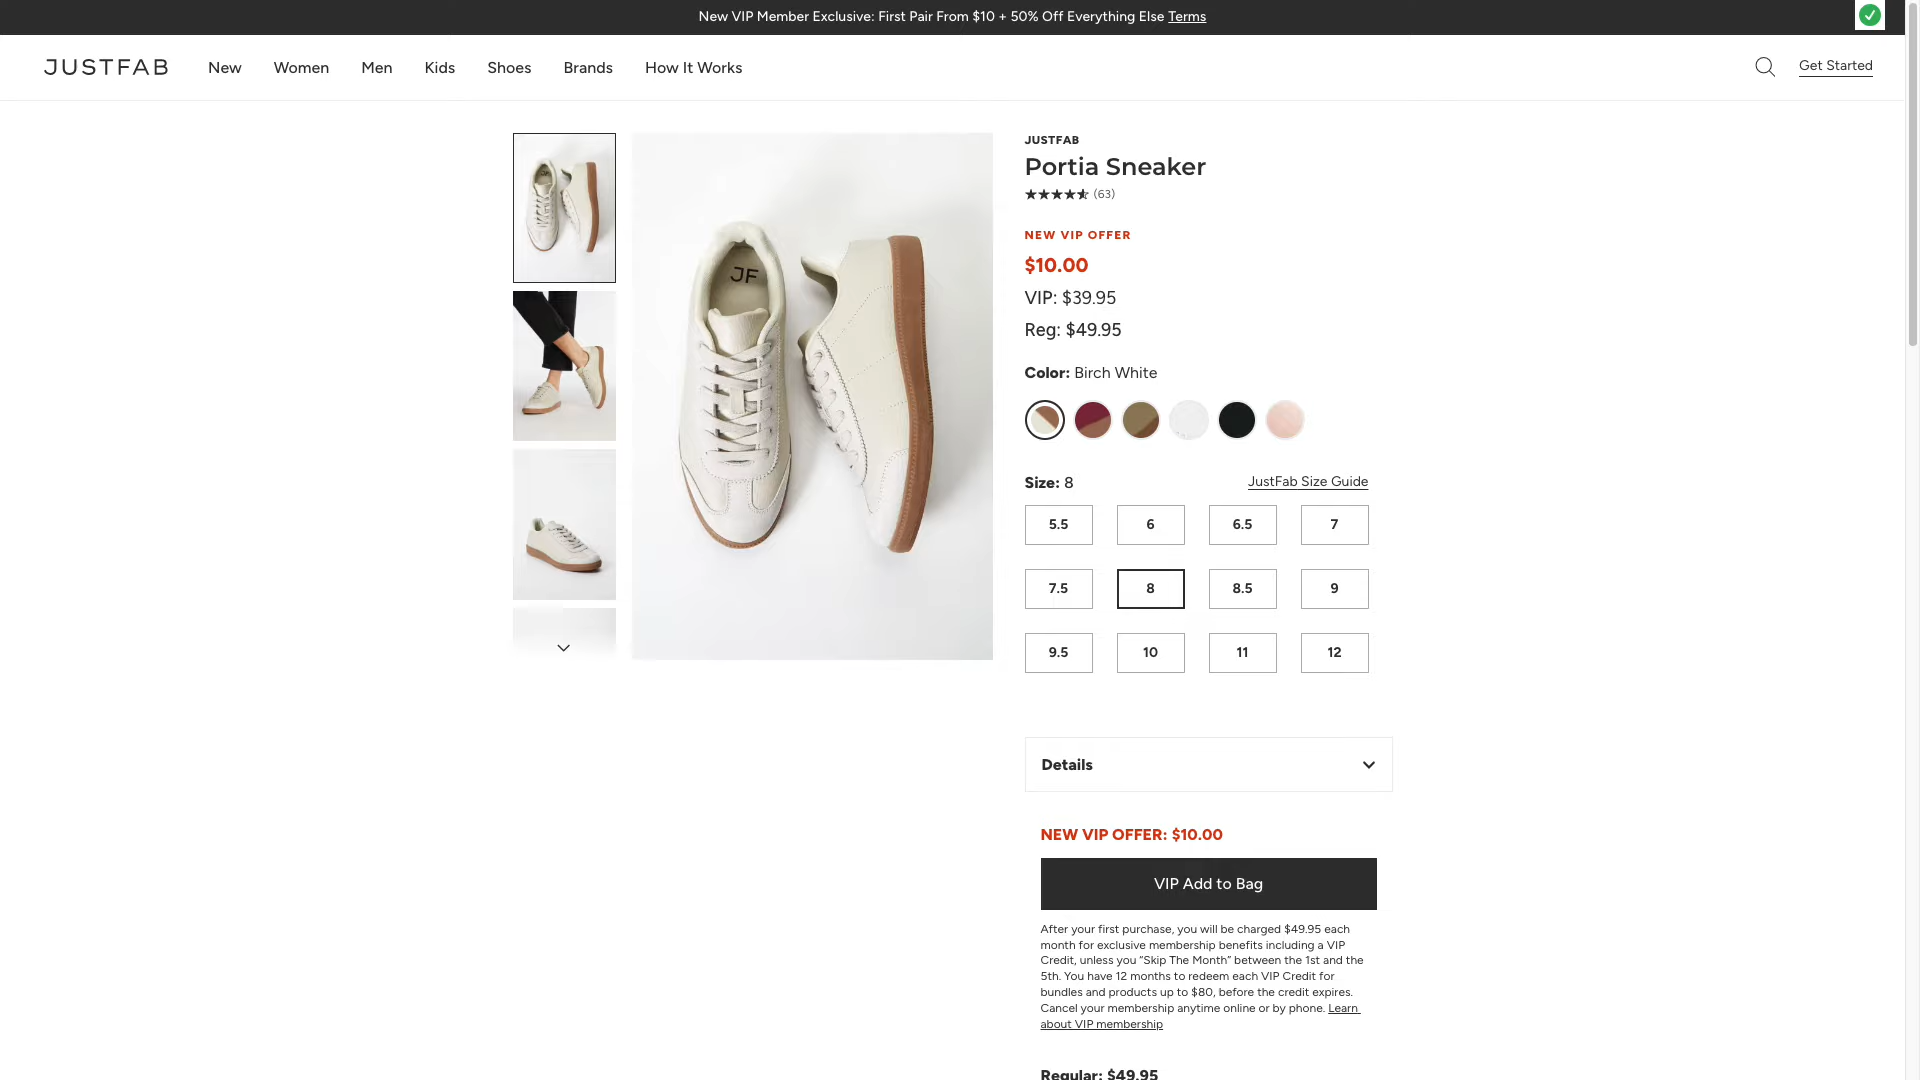 New VIP Member Exclusive: First Pair From $10 + 50% Off Everything Else Terms
JUSTFAB
New
Women
Men
Kids
Shoes
Brands
How It Works
Get Started
JF
JF
JUSTFAB
Portia Sneaker
(63)
NEW VIP OFFER
$10.00
VIP: $39.95
Reg: $49.95
Color: Birch White
Size: 8
JustFab Size Guide
5.5
6
6.5
7
7.5
8
8.5
9
9.5
10
11
12
Details
NEW VIP OFFER: $10.00
VIP Add to Bag
After your first purchase, you will be charged $49.95 each
month for exclusive membership benefits including a VIP
Credit, unless you “Skip The Month” between the 1st and the
5th. You have 12 months to redeem each VIP Credit for
bundles and products up to $80, before the credit expires.
Cancel your membership anytime online or by phone. Learn
about VIP membership
Regular: $49.95